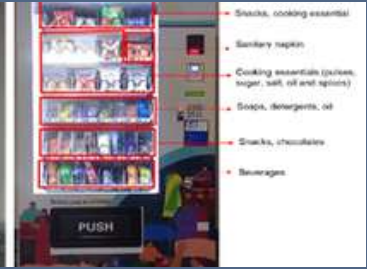 Snacks, cooking essential
Sanitary napkin
Cooking essentials (pulses,
sugar, salt, oil and spices)
Soaps, detergents, oil
Snacks, chocolates
Beverages
PUSH